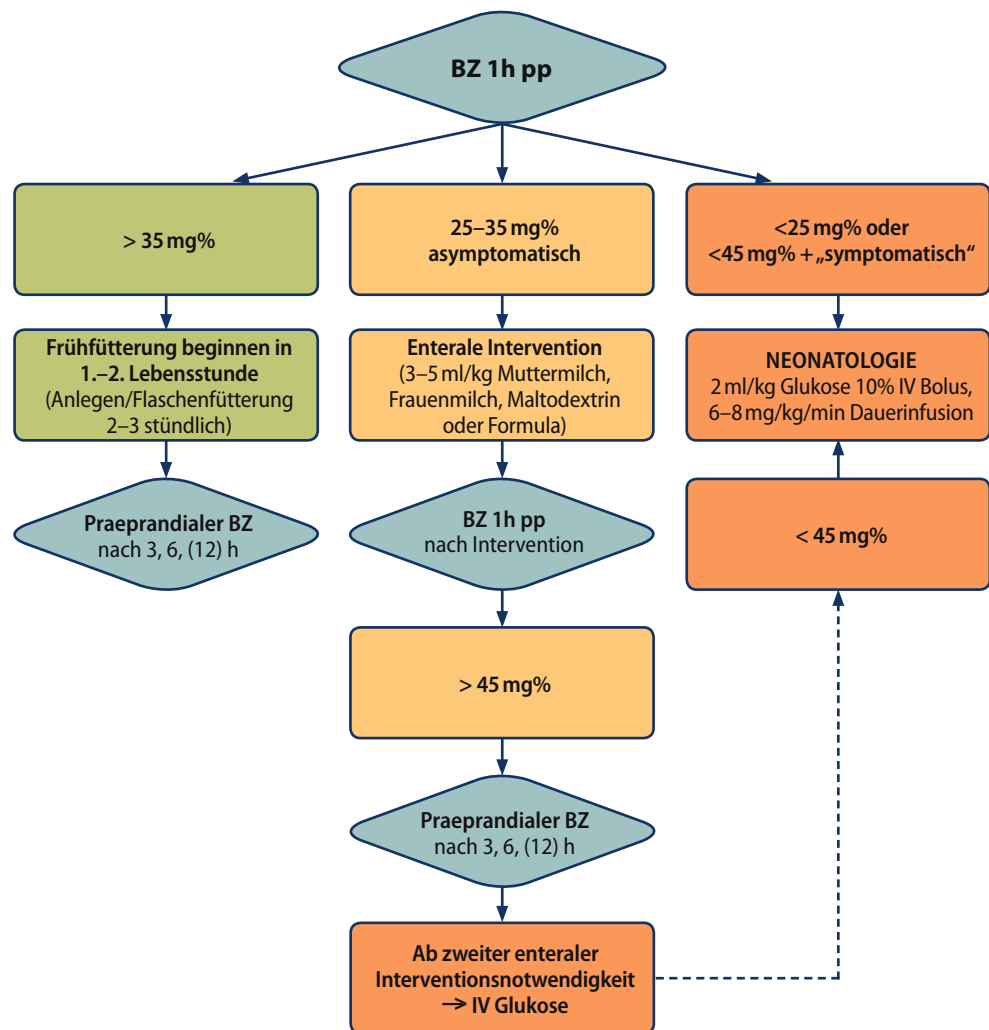 BZ 1h pp
> 35 mg%
25–35 mg%
asymptomatisch
<25 mg% oder
<45 mg% + „symptomatisch“
Frühfütterung beginnen in
1.–2. Lebensstunde
(Anlegen/Flaschenfütterung
2–3 stündlich)
Enterale Intervention
(3–5 ml/kg Muttermilch,
Frauenmilch, Maltodextrin
oder Formula)
NEONATOLOGIE
2 ml/kg Glukose 10% IV Bolus,
6–8 mg/kg/min Dauerinfusion
Praeprandialer BZ
nach 3, 6, (12) h
BZ 1h pp
nach Intervention
< 45 mg%
> 45 mg%
Praeprandialer BZ
nach 3, 6, (12) h
Ab zweiter enteraler
Interventionsnotwendigkeit
→ IV Glukose